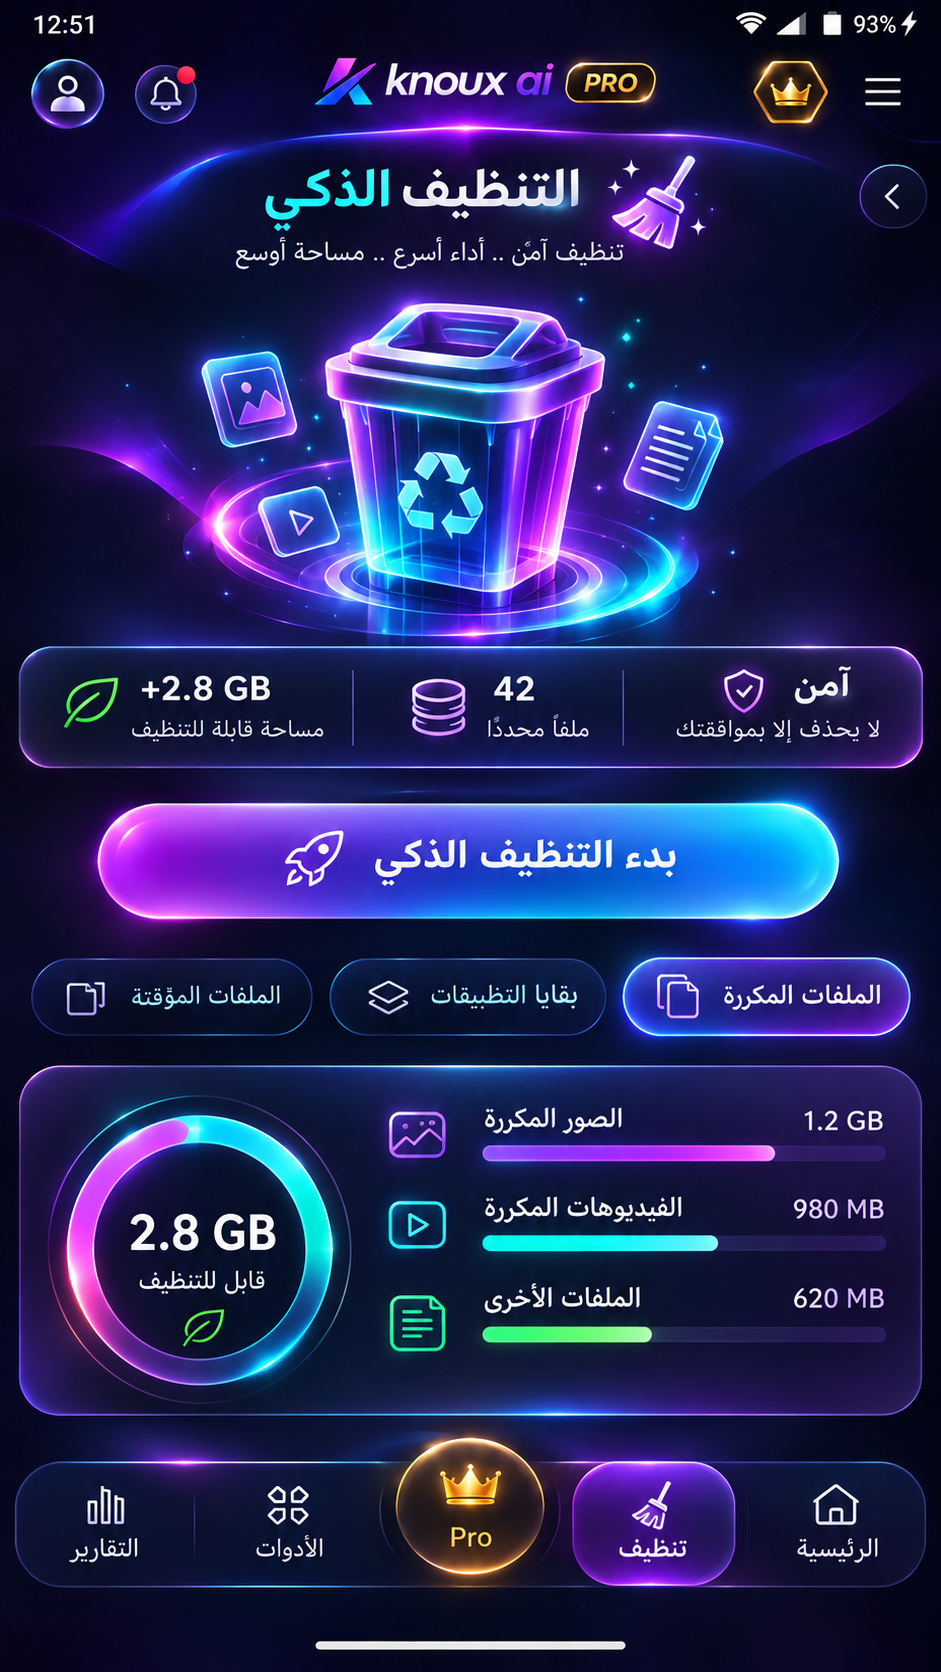 12:51
93%
knoux ai PRO
التنظيف الذكي
تنظيف آمن .. أداء أسرع .. مساحة أوسع
آمن
لا يحذف إلا بموافقتك
42
ملفاً محددًا
+2.8 GB
مساحة قابلة للتنظيف
بدء التنظيف الذكي
الملفات المكررة
بقايا التطبيقات
الملفات المؤقتة
الصور المكررة
1.2 GB
الفيديوهات المكررة
980 MB
الملفات الأخرى
620 MB
2.8 GB
قابل للتنظيف
الرئيسية
تنظيف
Pro
الأدوات
التقارير